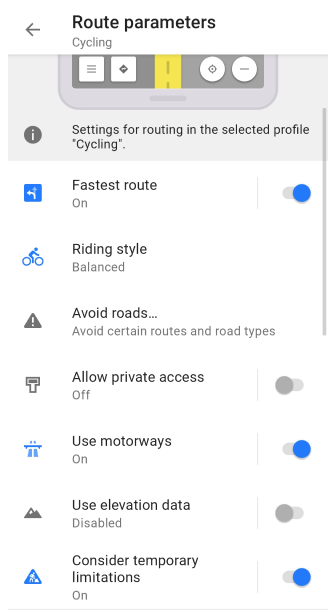 Route parameters
Cycling
Settings for routing in the selected profile
"Cycling".
Fastest route
On
Riding style
Balanced
Avoid roads...
Avoid certain routes and road types
Allow private access
Off
Use motorways
On
Use elevation data
Disabled
Consider temporary
limitations
On